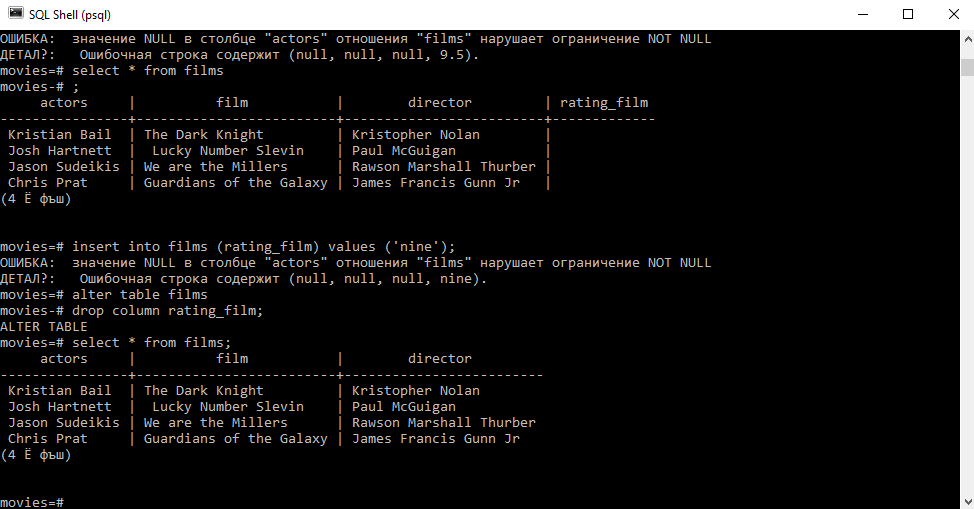 SQL Shell (psql)
ОШИБКА:  значение NULL в столбце "actors" отношения "films" нарушает ограничение NOT NULL
ДЕТАЛ?:   Ошибочная строка содержит (null, null, null, 9.5).
movies=# select * from films
movies-# ;
     actors     |          film           |        director         | rating_film
----------------+-------------------------+-------------------------+-------------
 Kristian Bail  | The Dark Knight         | Kristopher Nolan        |
 Josh Hartnett  |  Lucky Number Slevin    | Paul McGuigan           |
 Jason Sudeikis | We are the Millers      | Rawson Marshall Thurber |
 Chris Prat     | Guardians of the Galaxy | James Francis Gunn Jr   |
(4 Ё фъш)
movies=# insert into films (rating_film) values ('nine');
ОШИБКА:  значение NULL в столбце "actors" отношения "films" нарушает ограничение NOT NULL
ДЕТАЛ?:   Ошибочная строка содержит (null, null, null, nine).
movies=# alter table films
movies-# drop column rating_film;
ALTER TABLE
movies=# select * from films;
     actors     |          film           |        director
----------------+-------------------------+-------------------------
 Kristian Bail  | The Dark Knight         | Kristopher Nolan
 Josh Hartnett  |  Lucky Number Slevin    | Paul McGuigan
 Jason Sudeikis | We are the Millers      | Rawson Marshall Thurber
 Chris Prat     | Guardians of the Galaxy | James Francis Gunn Jr
(4 Ё фъш)
movies=#